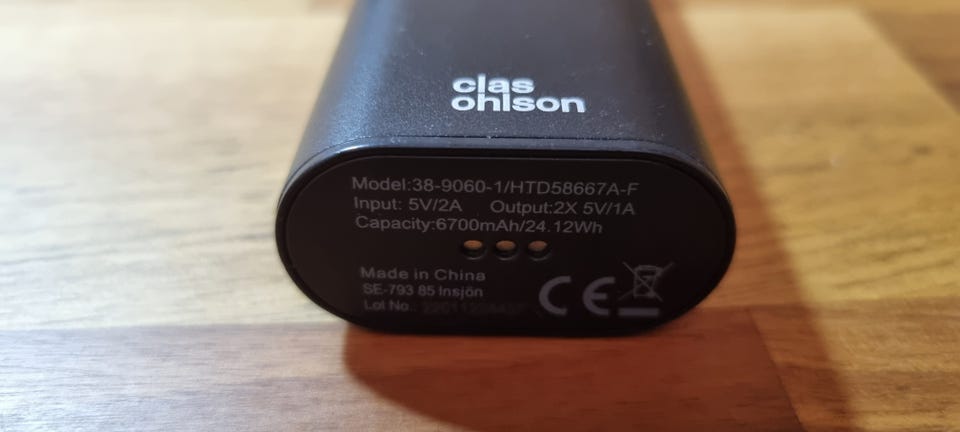 clas
ohlson
Model:38-9060-1/HTD58667A-F
Input: 5V/2A Output:2X 5V/1A
Capacity:6700mAh/24.12Wh
Made in China
SE-793 85 Insjön
Lot No.:
CE